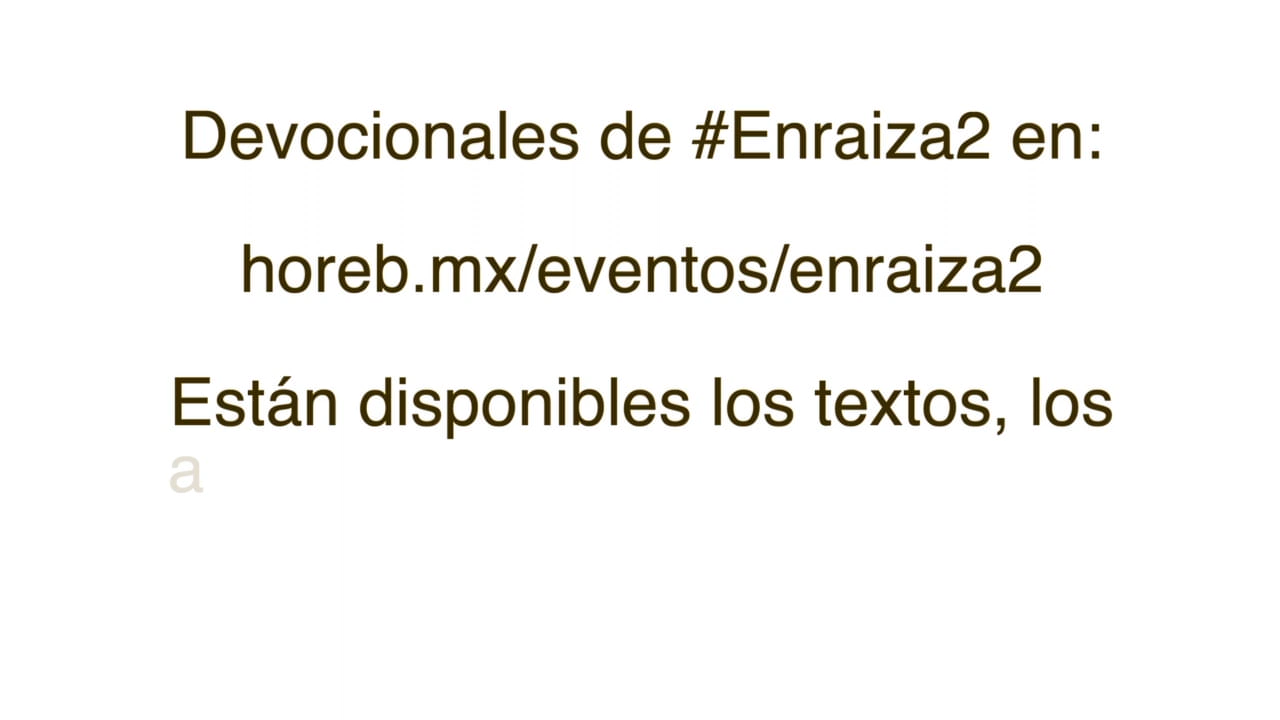 Devocionales de #Enraiza2 en:
horeb.mx/eventos/enraiza2
Están disponibles los textos, los
a